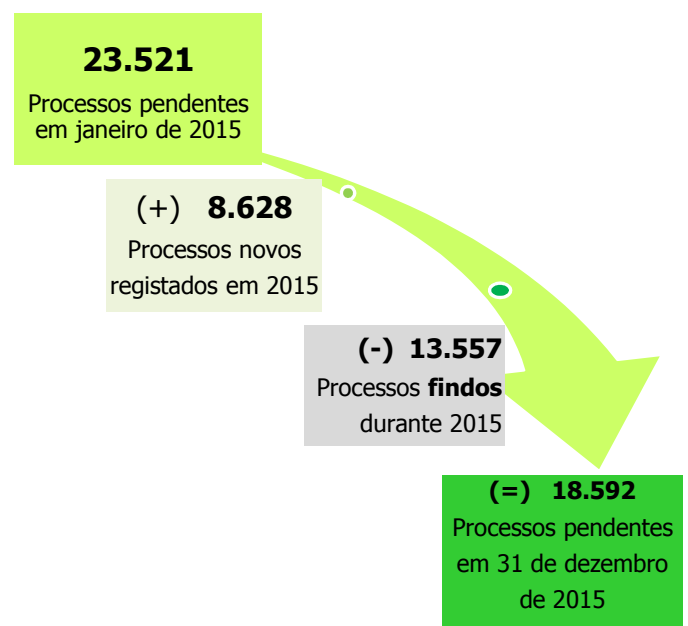 23.521
Processos pendentes
em janeiro de 2015
(+) 8.628
Processos novos
registados em 2015
(-) 13.557
Processos findos
durante 2015
(=) 18.592
Processos pendentes
em 31 de dezembro
de 2015